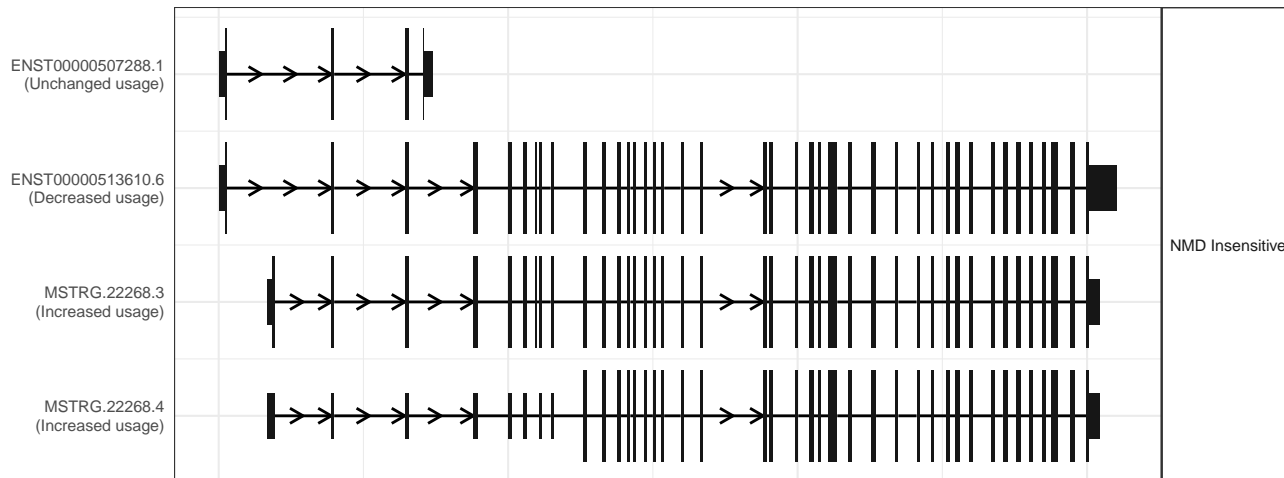 ENST00000507288.1
(Unchanged usage)
ENST00000513610.6
(Decreased usage)
MSTRG.22268.3
(Increased usage)
MSTRG.22268.4
(Increased usage)
NMD Insensitive